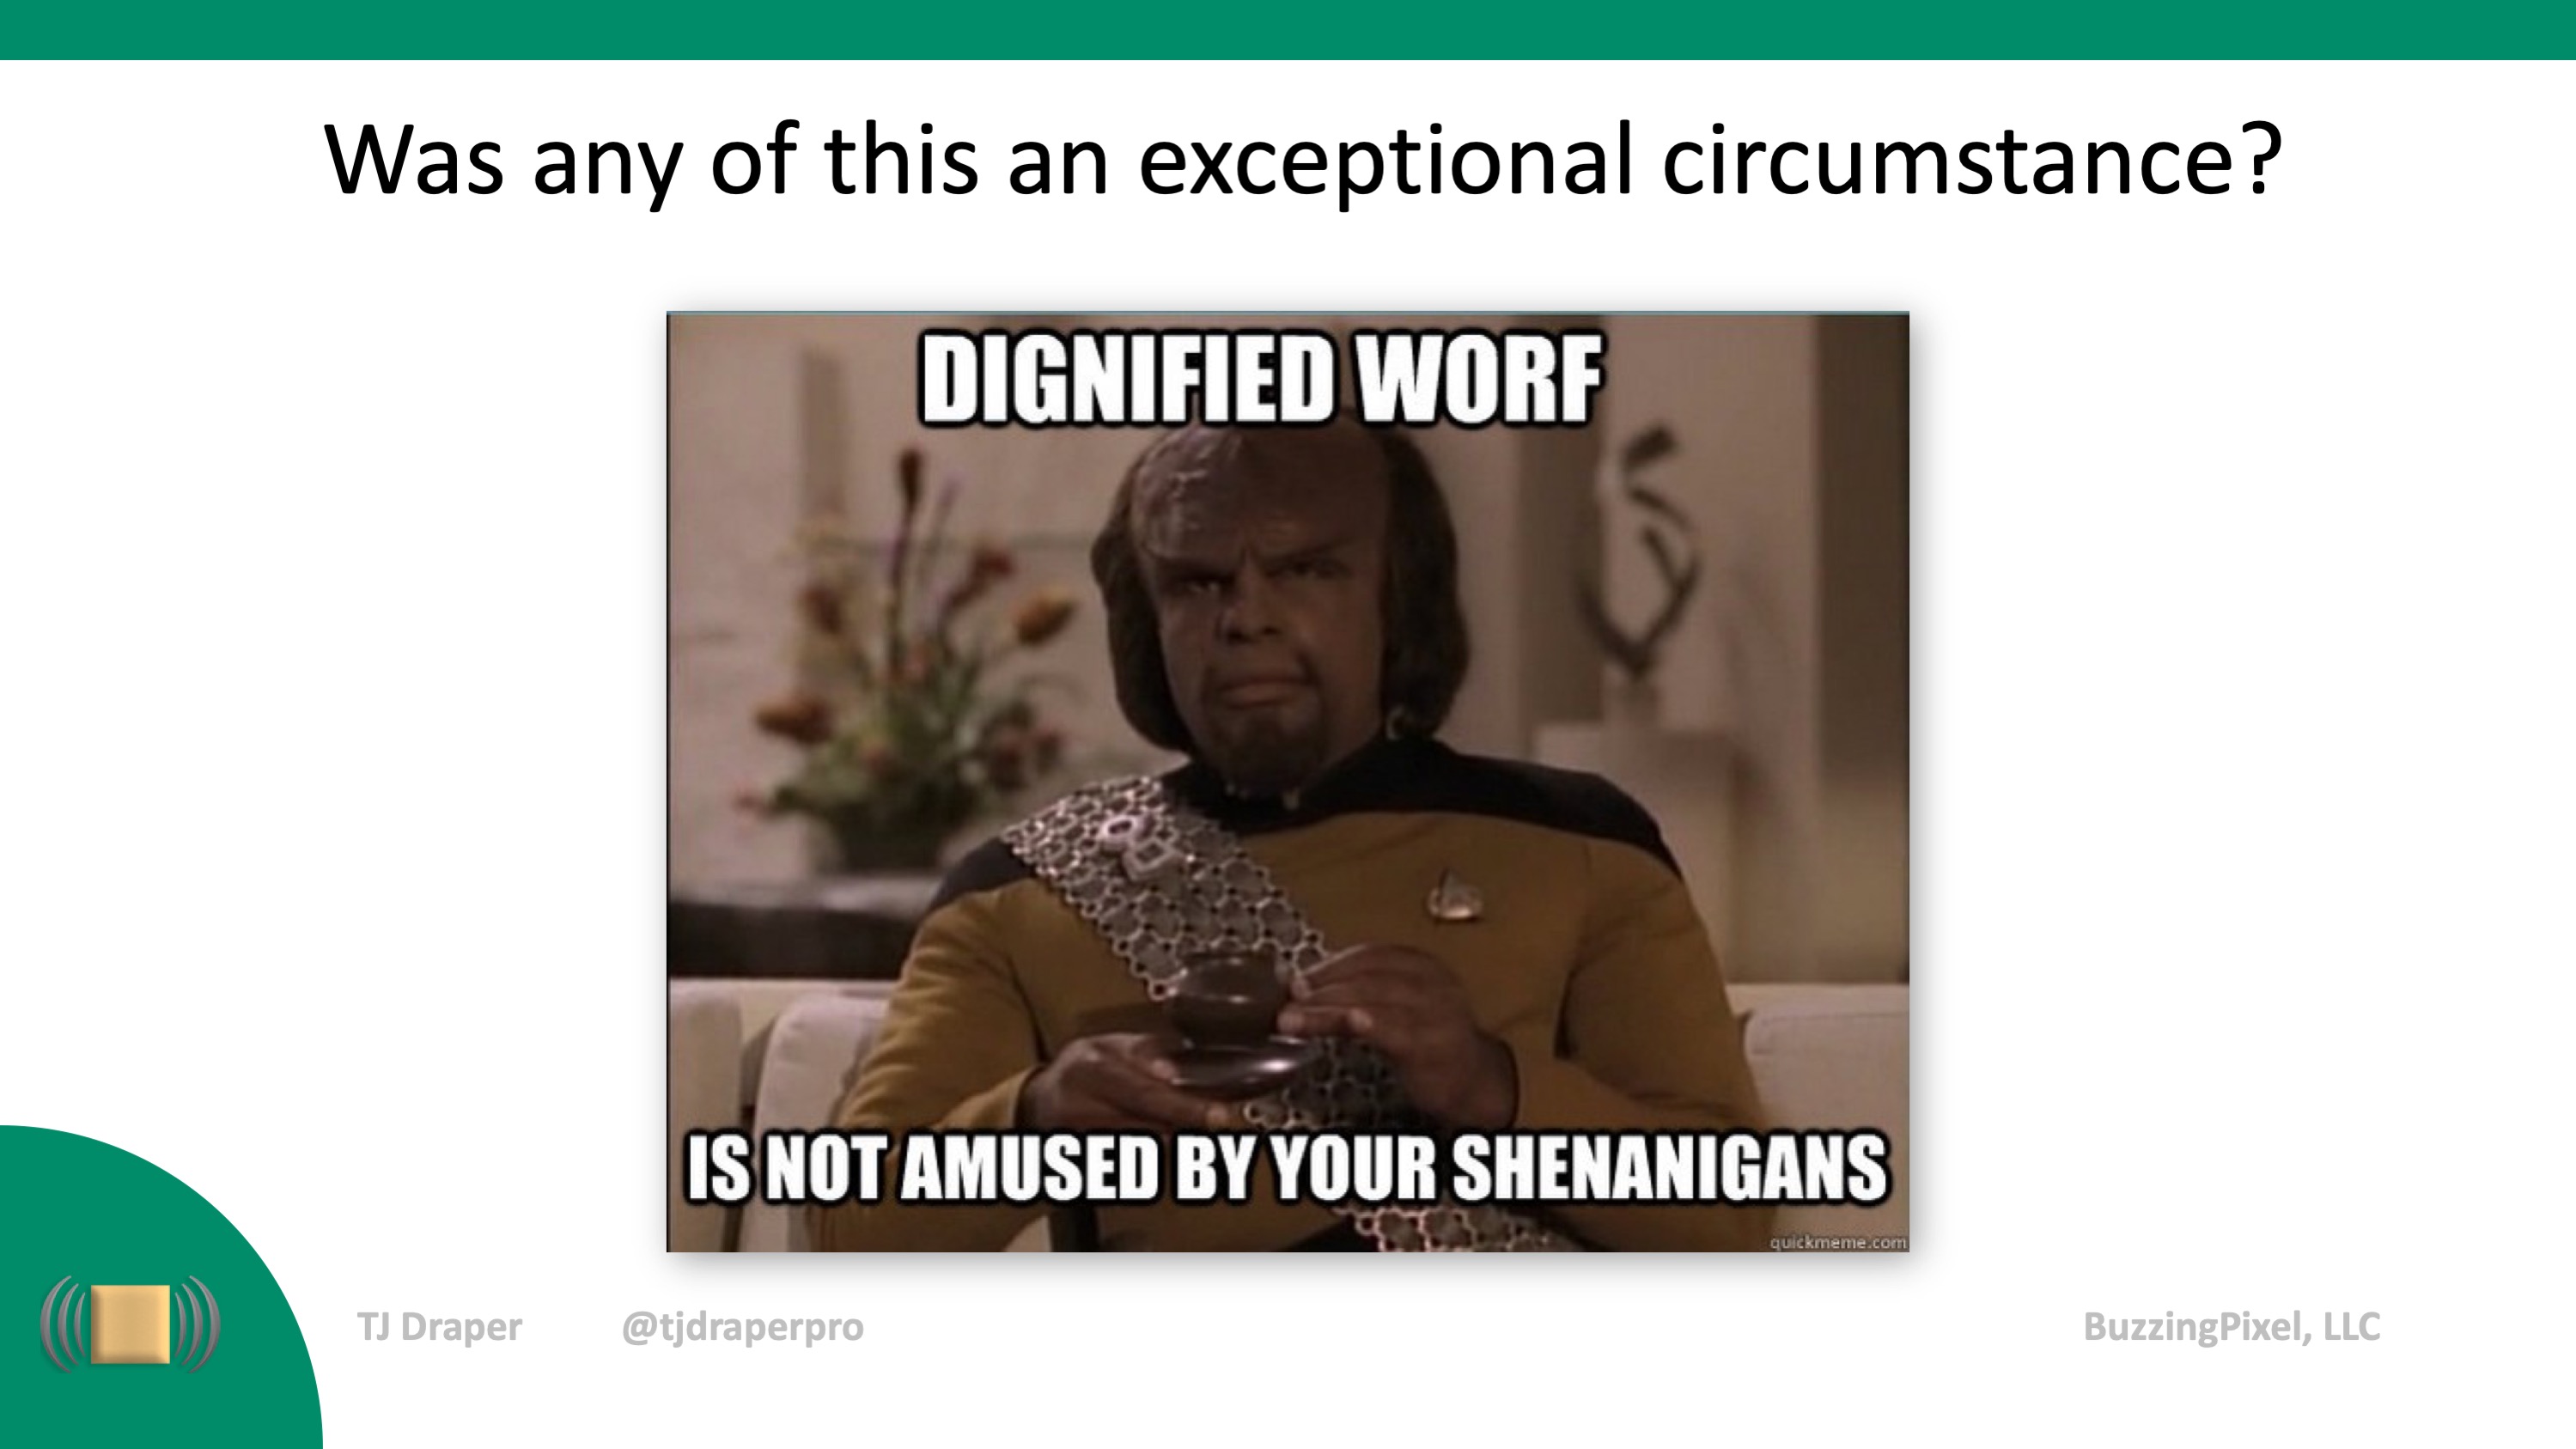 Was any of this an exceptional circumstance?
DIGNIFIED WORF
IS NOT AMUSED BY YOUR SHENANIGANS
quickmeme.com
TJ Draper @tjdraperpro BuzzingPixel, LLC